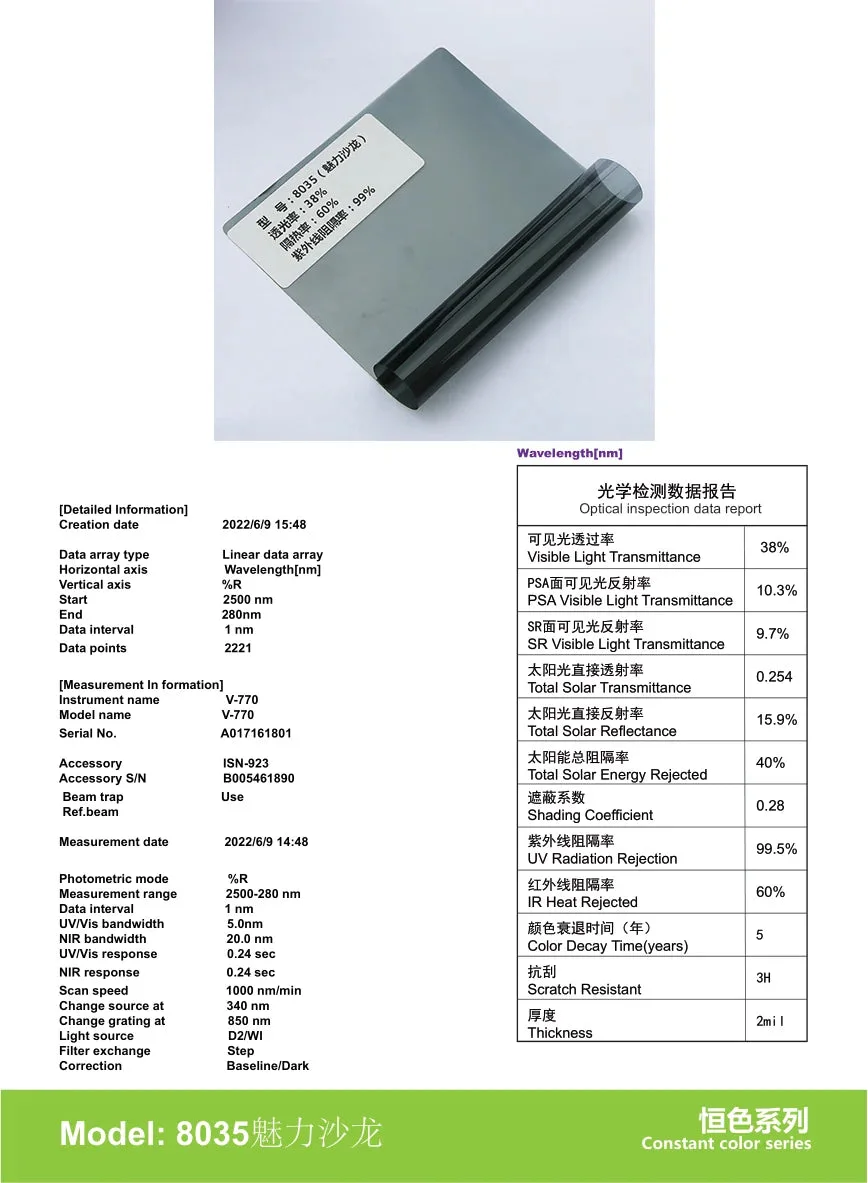 型 号：8035（魅力沙龙）
透光率：38%
隔热率：60%
紫外线阻隔率：99%
[Detailed Information]
Creation date 2022/6/9 15:48
Data array type Linear data array
Horizontal axis Wavelength[nm]
Vertical axis %R
Start 2500 nm
End 280nm
Data interval 1 nm
Data points 2221
[Measurement In formation]
Instrument name V-770
Model name V-770
Serial No. A017161801
Accessory ISN-923
Accessory S/N B005461890
Beam trap Use
Ref.beam
Measurement date 2022/6/9 14:48
Photometric mode %R
Measurement range 2500-280 nm
Data interval 1 nm
UV/Vis bandwidth 5.0nm
NIR bandwidth 20.0 nm
UV/Vis response 0.24 sec
NIR response 0.24 sec
Scan speed 1000 nm/min
Change source at 340 nm
Change grating at 850 nm
Light source D2/WI
Filter exchange Step
Correction Baseline/Dark
Wavelength[nm]
光学检测数据报告
Optical inspection data report
可见光透过率
Visible Light Transmittance 38%
PSA面可见光反射率
PSA Visible Light Transmittance 10.3%
SR面可见光反射率
SR Visible Light Transmittance 9.7%
太阳光直接透射率
Total Solar Transmittance 0.254
太阳光直接反射率
Total Solar Reflectance 15.9%
太阳能总阻隔率
Total Solar Energy Rejected 40%
遮蔽系数
Shading Coefficient 0.28
紫外线阻隔率
UV Radiation Rejection 99.5%
红外线阻隔率
IR Heat Rejected 60%
颜色衰退时间（年）
Color Decay Time(years) 5
抗刮
Scratch Resistant 3H
厚度
Thickness 2mil
Model: 8035魅力沙龙
恒色系列
Constant color series